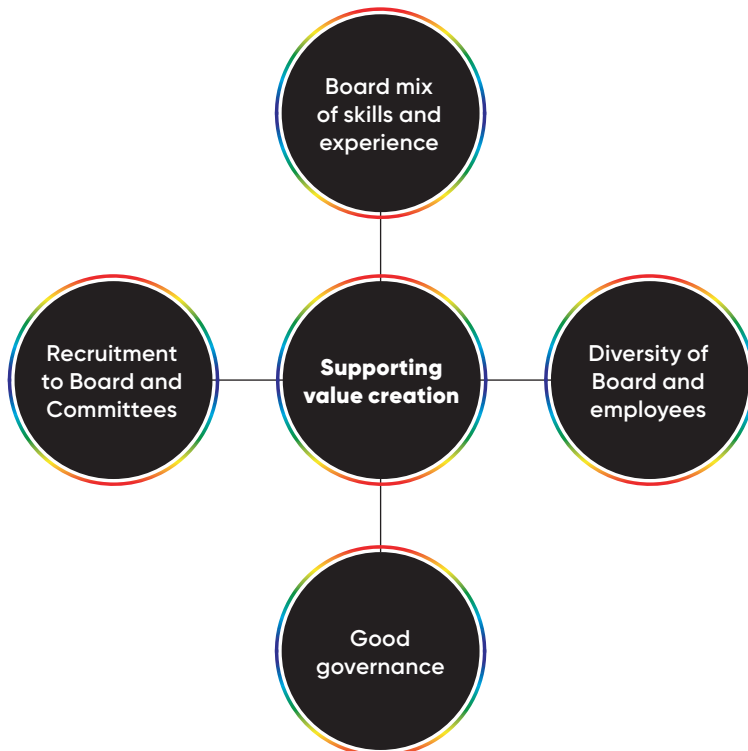 Board mix
of skills and
experience
Recruitment
to Board and
Committees
Supporting
value creation
Diversity of
Board and
employees
Good
governance